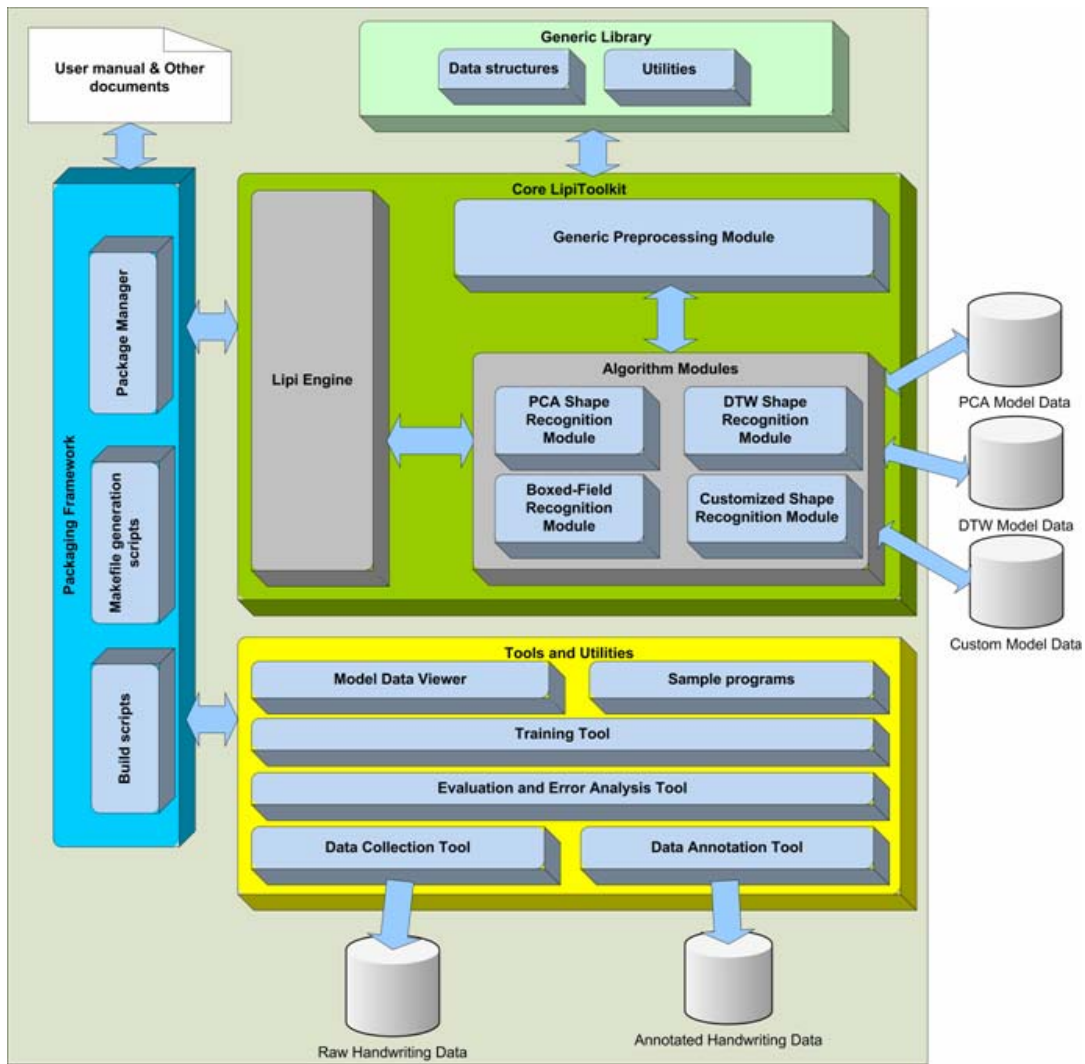 User manual & Other
documents
Generic Library
Data structures
Utilities
Packaging Framework
Package Manager
Makefile generation
scripts
Build scripts
Core LipiToolkit
Lipi Engine
Generic Preprocessing Module
Algorithm Modules
PCA Shape
Recognition
Module
DTW Shape
Recognition
Module
Boxed-Field
Recognition
Module
Customized Shape
Recognition Module
PCA Model Data
DTW Model Data
Custom Model Data
Tools and Utilities
Model Data Viewer
Sample programs
Training Tool
Evaluation and Error Analysis Tool
Data Collection Tool
Data Annotation Tool
Raw Handwriting Data
Annotated Handwriting Data